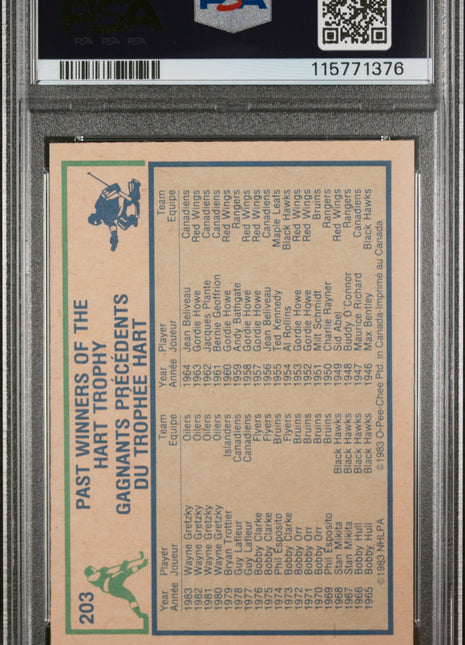 PSA
PSA PSA PSA
PSA
115771376
203
PAST WINNERS OF THE
HART TROPHY
GAGNANTS PRÉCÉDENTS
DU TROPHEE HART
Year Player Team
Année Joueur Equipe
1983 Wayne Gretzky Oilers
1982 Wayne Gretzky Oilers
1981 Wayne Gretzky Oilers
1980 Wayne Gretzky Oilers
1979 Bryan Trottier Islanders
1978 Guy Lafleur Canadiens
1977 Guy Lafleur Canadiens
1976 Bobby Clarke Flyers
1975 Bobby Clarke Flyers
1974 Phil Esposito Bruins
1973 Bobby Clarke Flyers
1972 Bobby Orr Bruins
1971 Bobby Orr Bruins
1970 Bobby Orr Bruins
1969 Phil Esposito Bruins
1968 Stan Mikita Black Hawks
1967 Stan Mikita Black Hawks
1966 Bobby Hull Black Hawks
1965 Bobby Hull Black Hawks
Year Player Team
Année Joueur Equipe
1964 Jean Beliveau Canadiens
1963 Gordie Howe Red Wings
1962 Jacques Plante Canadiens
1961 Bernie Geoffrion Canadiens
1960 Gordie Howe Red Wings
1959 Andy Bathgate Rangers
1958 Gordie Howe Red Wings
1957 Gordie Howe Red Wings
1956 Jean Beliveau Canadiens
1955 Ted Kennedy Maple Leafs
1954 Al Rollins Black Hawks
1953 Gordie Howe Red Wings
1952 Gordie Howe Red Wings
1951 Milt Schmidt Bruins
1950 Charlie Rayner Rangers
1949 Sid Abel Red Wings
1948 Buddy O'Connor Rangers
1947 Maurice Richard Canadiens
1946 Max Bentley Black Hawks
©1983 NHLPA ©1983 O-Pee-Chee Ptd. in Canada-Imprimé au Canada